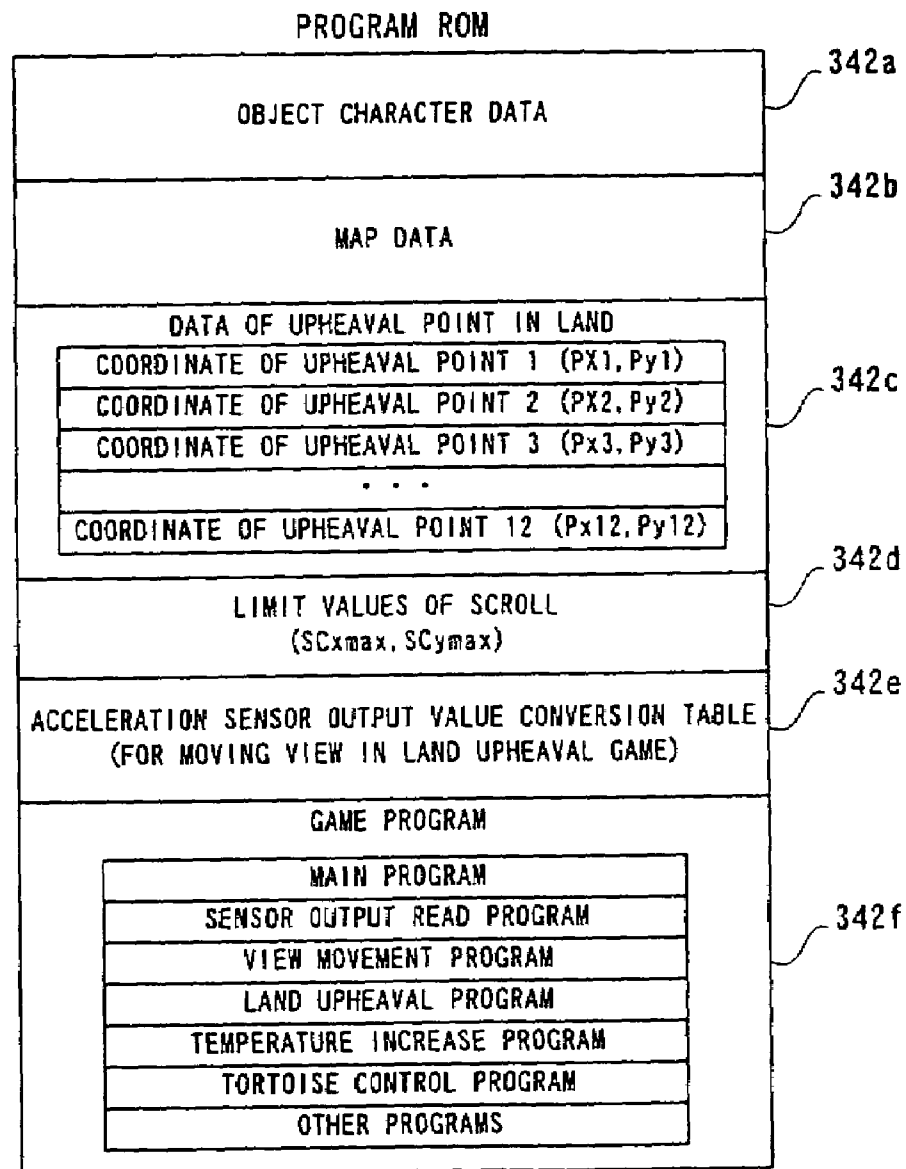 PROGRAM ROM
342a
OBJECT CHARACTER DATA
342b
MAP DATA
DATA OF UPHEAVAL POINT IN LAND
COORDINATE OF UPHEAVAL POINT 1 (PX1, Py1)
342c
COORDINATE OF UPHEAVAL POINT 2 (PX2, Py2)
COORDINATE OF UPHEAVAL POINT 3 (Px3, Py3)
. . .
COORDINATE OF UPHEAVAL POINT 12 (Px12, Py12)
342d
LIMIT VALUES OF SCROLL
(SCxmax, SCymax)
342e
ACCELERATION SENSOR OUTPUT VALUE CONVERSION TABLE
(FOR MOVING VIEW IN LAND UPHEAVAL GAME)
GAME PROGRAM
MAIN PROGRAM
SENSOR OUTPUT READ PROGRAM
342f
VIEW MOVEMENT PROGRAM
LAND UPHEAVAL PROGRAM
TEMPERATURE INCREASE PROGRAM
TORTOISE CONTROL PROGRAM
OTHER PROGRAMS